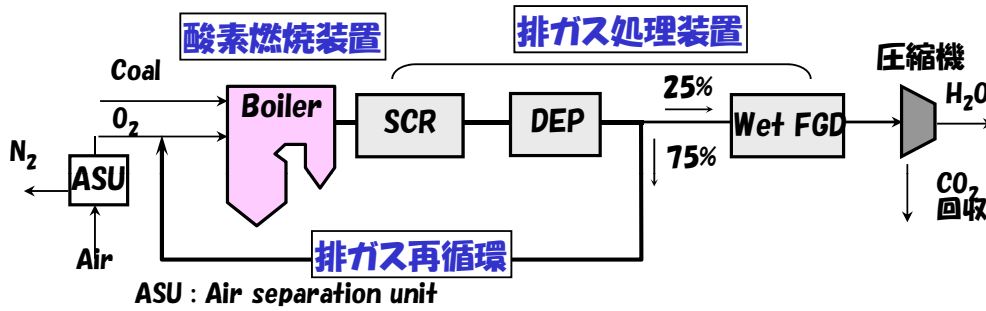 酸素燃焼装置
排ガス処理装置
圧縮機
Coal
Boiler
SCR
DEP
25%
Wet FGD
H2O
O2
N2
ASU
75%
CO2
回収
Air
排ガス再循環
ASU : Air separation unit